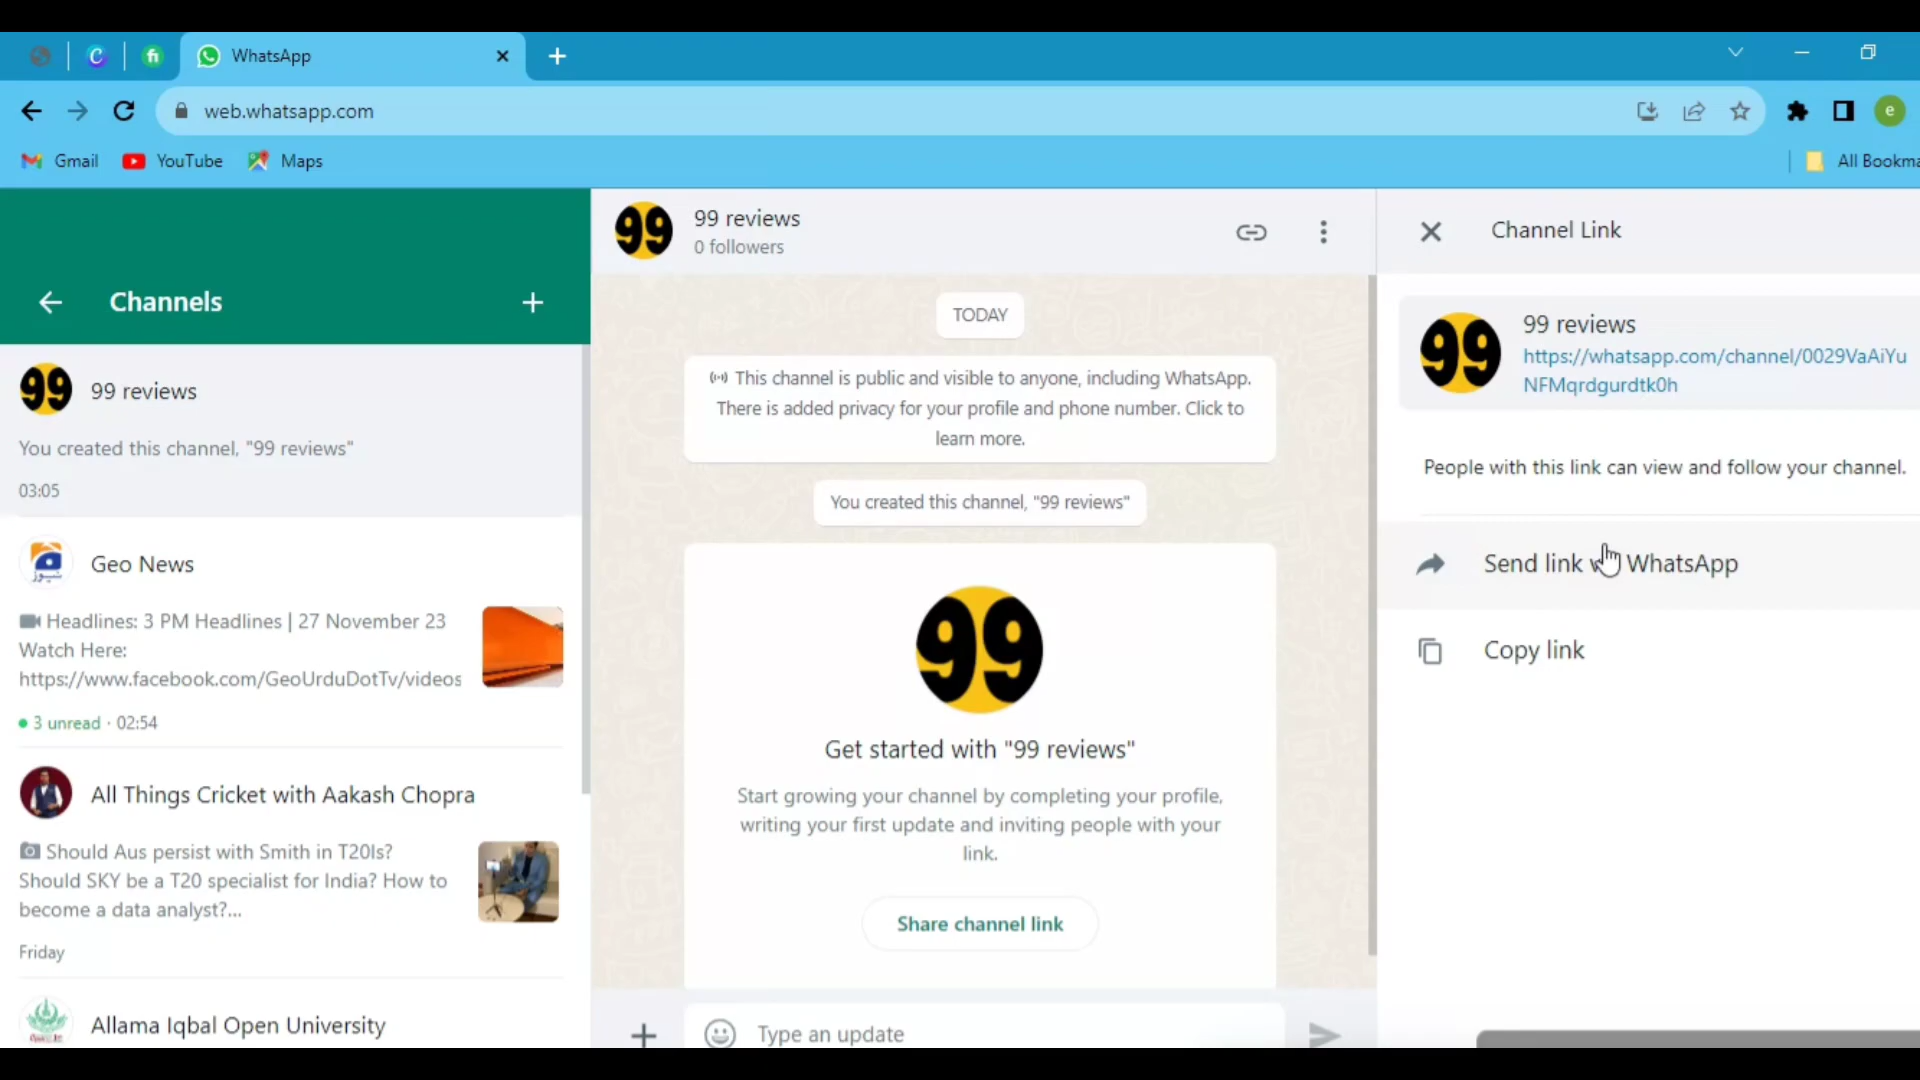 WhatsApp
web.whatsapp.com
Gmail
YouTube
Maps
Channels
99 reviews
You created this channel, "99 reviews"
03:05
Geo News
Headlines: 3 PM Headlines | 27 November 23
Watch Here:
https://www.facebook.com/GeoUrduDotTv/videos
3 unread · 02:54
All Things Cricket with Aakash Chopra
Should Aus persist with Smith in T20Is?
Should SKY be a T20 specialist for India? How to
become a data analyst?...
Friday
Allama Iqbal Open University
99
99 reviews
0 followers
TODAY
This channel is public and visible to anyone, including WhatsApp.
There is added privacy for your profile and phone number. Click to
learn more.
You created this channel, "99 reviews"
99
Get started with "99 reviews"
Start growing your channel by completing your profile,
writing your first update and inviting people with your
link.
Share channel link
Type an update
Channel Link
99
99 reviews
https://whatsapp.com/channel/0029VaAiYu
NFMqrdgurdtk0h
People with this link can view and follow your channel.
Send link WhatsApp
Copy link
e
All
99